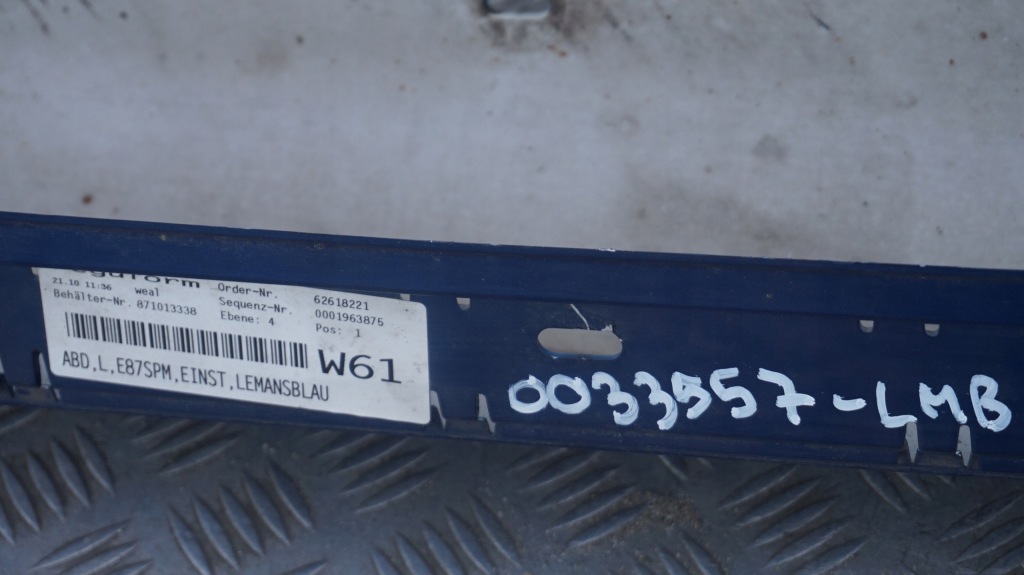 21.10 11:36 weal
Behälter-Nr. 871013338
Order-Nr. 62618221
Sequenz-Nr. 0001963875
Ebene: 4 Pos: 1
W61
ABD,L,E87SPM,EINST,LEMANSBLAU
0033557-LMB